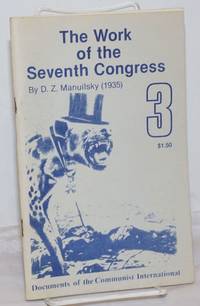 The Work
of the
Seventh Congress
By D. Z. Manuilsky (1935)
3
$1.50
Documents of the Communist International